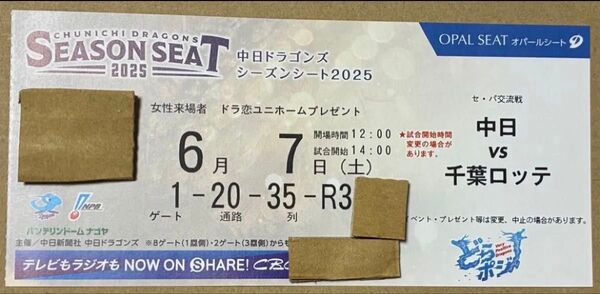 CHUNICHI DRAGONS
SEASON SEAT
2025
中日ドラゴンズ
シーズンシート2025
OPAL SEAT オパールシート
女性来場者 ドラ恋ユニホームプレゼント
セ・パ交流戦
6月 7日(土)
開場時間 12:00
試合開始 14:00
★試合開始時間
変更の場合が
あります。
中日
VS
千葉ロッテ
1-20-35-R3
ゲート 通路 列
NPB
バンテリンドーム ナゴヤ
主催/中日新聞社 中日ドラゴンズ ※8ゲート(1塁側)・2ゲート(3塁側)からも
イベント・プレゼント等は変更、中止の場合があります。
テレビもラジオも NOW ON SHARE! CBC
どらポジ